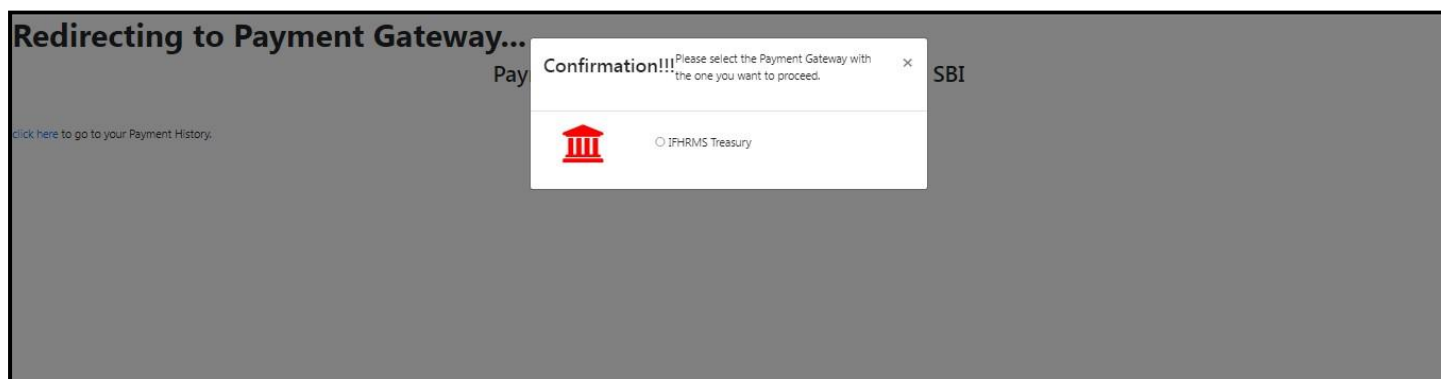 Redirecting to Payment Gateway...
Confirmation!!!
Please select the Payment Gateway with
the one you want to proceed.
×
Pay
SBI
click here to go to your Payment History.
IFHRMS Treasury